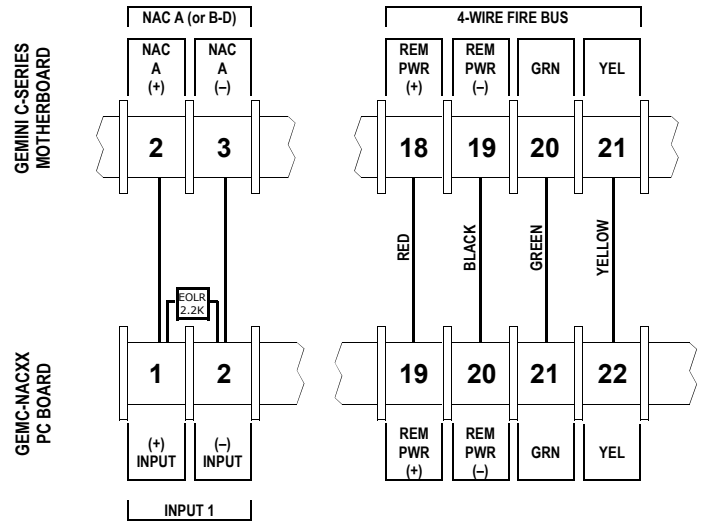 NAC A (or B-D)
4-WIRE FIRE BUS
GEMINI C-SERIES
MOTHERBOARD
NAC
A
(+)
NAC
A
(–)
REM
PWR
(+)
REM
PWR
(–)
GRN
YEL
2
3
18
19
20
21
RED
BLACK
GREEN
YELLOW
EOLR
2.2K
GEMC-NACXX
PC BOARD
1
2
19
20
21
22
(+)
INPUT
(–)
INPUT
REM
PWR
(+)
REM
PWR
(–)
GRN
YEL
INPUT 1